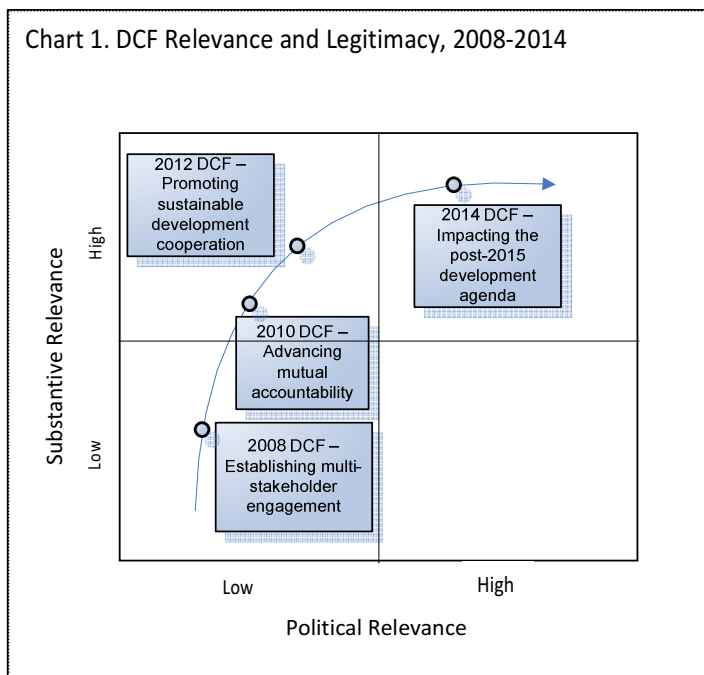 Chart 1. DCF Relevance and Legitimacy, 2008-2014
2012 DCF –
Promoting
sustainable
development
cooperation
2014 DCF –
Impacting the
post-2015
development
agenda
2010 DCF –
Advancing
mutual
accountability
2008 DCF –
Establishing multi-
stakeholder
engagement
Substantive Relevance
High
Low
Low
High
Political Relevance